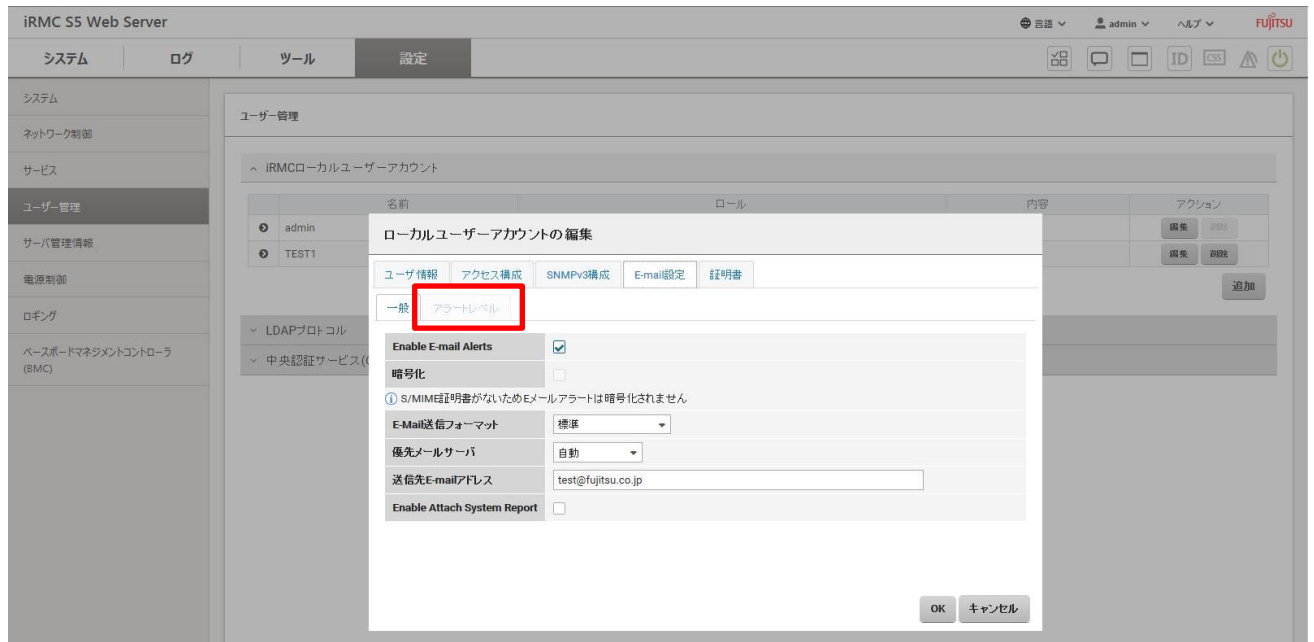 iRMC S5 Web Server
言語
admin
ヘルプ
FUJITSU
システム
ログ
ツール
設定
ID
CSS
システム
ネットワーク制御
サービス
ユーザー管理
サーバ管理情報
電源制御
ロギング
ベースボードマネジメントコントローラ
(BMC)
ユーザー管理
iRMCローカルユーザーアカウント
名前
ロール
内容
アクション
admin
編集
削除
TEST1
編集
削除
追加
LDAPプロトコル
中央認証サービス(C
ローカルユーザーアカウントの編集
ユーザ情報
アクセス構成
SNMPv3構成
E-mail設定
証明書
一般
アラートレベル
Enable E-mail Alerts
暗号化
S/MIME証明書がないためEメールアラートは暗号化されません
E-Mail送信フォーマット
標準
優先メールサーバ
自動
送信先E-mailアドレス
test@fujitsu.co.jp
Enable Attach System Report
OK
キャンセル